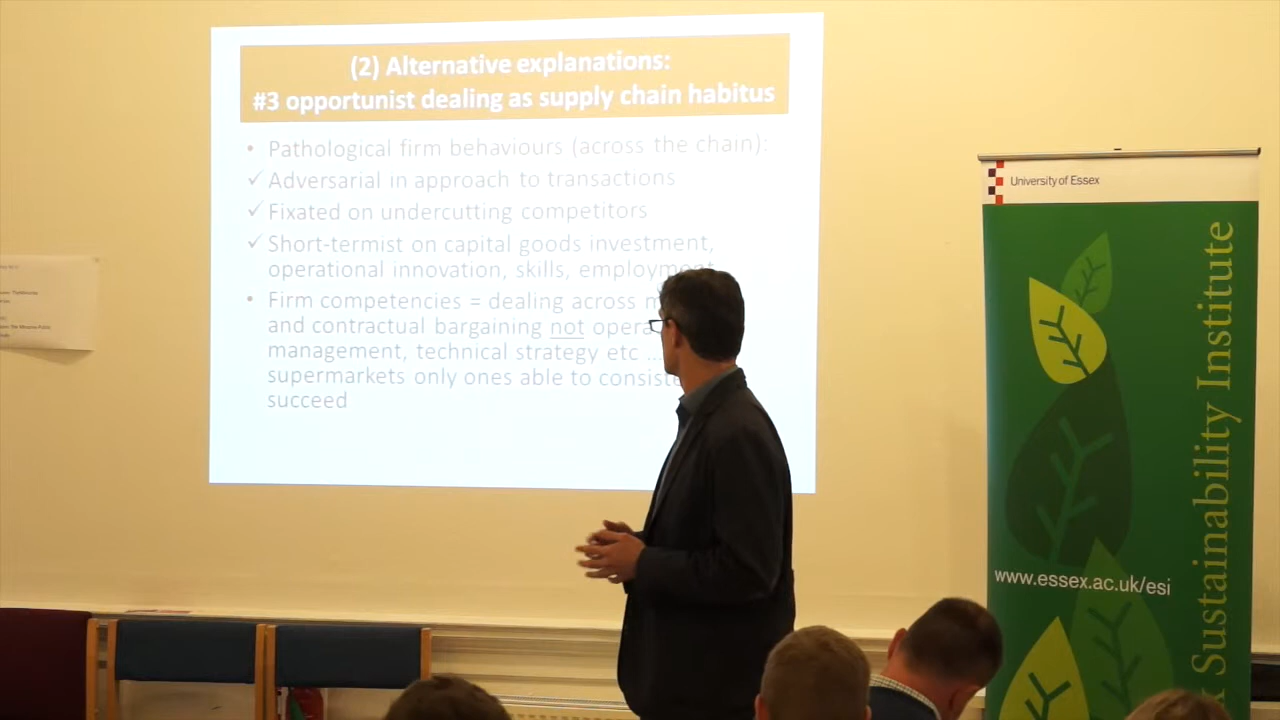 (2) Alternative explanations:
#3 opportunist dealing as supply chain habitus
• Pathological firm behaviours (across the chain):
✓ Adversarial in approach to transactions
✓ Fixated on undercutting competitors
✓ Short-termist on capital goods investment,
operational innovation, skills, employment
• Firm competencies = dealing across
and contractual bargaining not
management, technical strategy etc ...
supermarkets only ones able to
succeed
University of Essex
Sustainability Institute
www.essex.ac.uk/esi